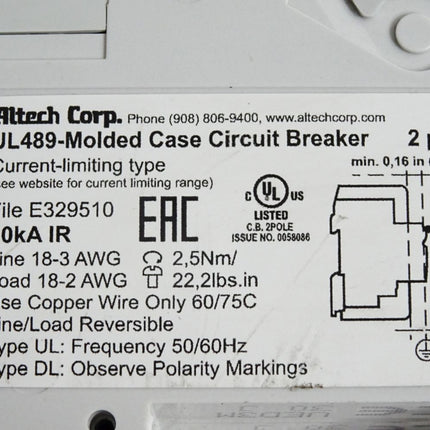 Altech Corp. Phone (908) 806-9400, www.altechcorp.com
UL489-Molded Case Circuit Breaker 2 p
Current-limiting type
see website for current limiting range)
File E329510
0kA IR
EAC
C UL US
LISTED
C.B. 2POLE
ISSUE NO. 0058086
min. 0,16 in (
Line 18-3 AWG 2,5Nm/
Load 18-2 AWG 22,2lbs.in
Use Copper Wire Only 60/75C
Line/Load Reversible
Type UL: Frequency 50/60Hz
Type DL: Observe Polarity Markings